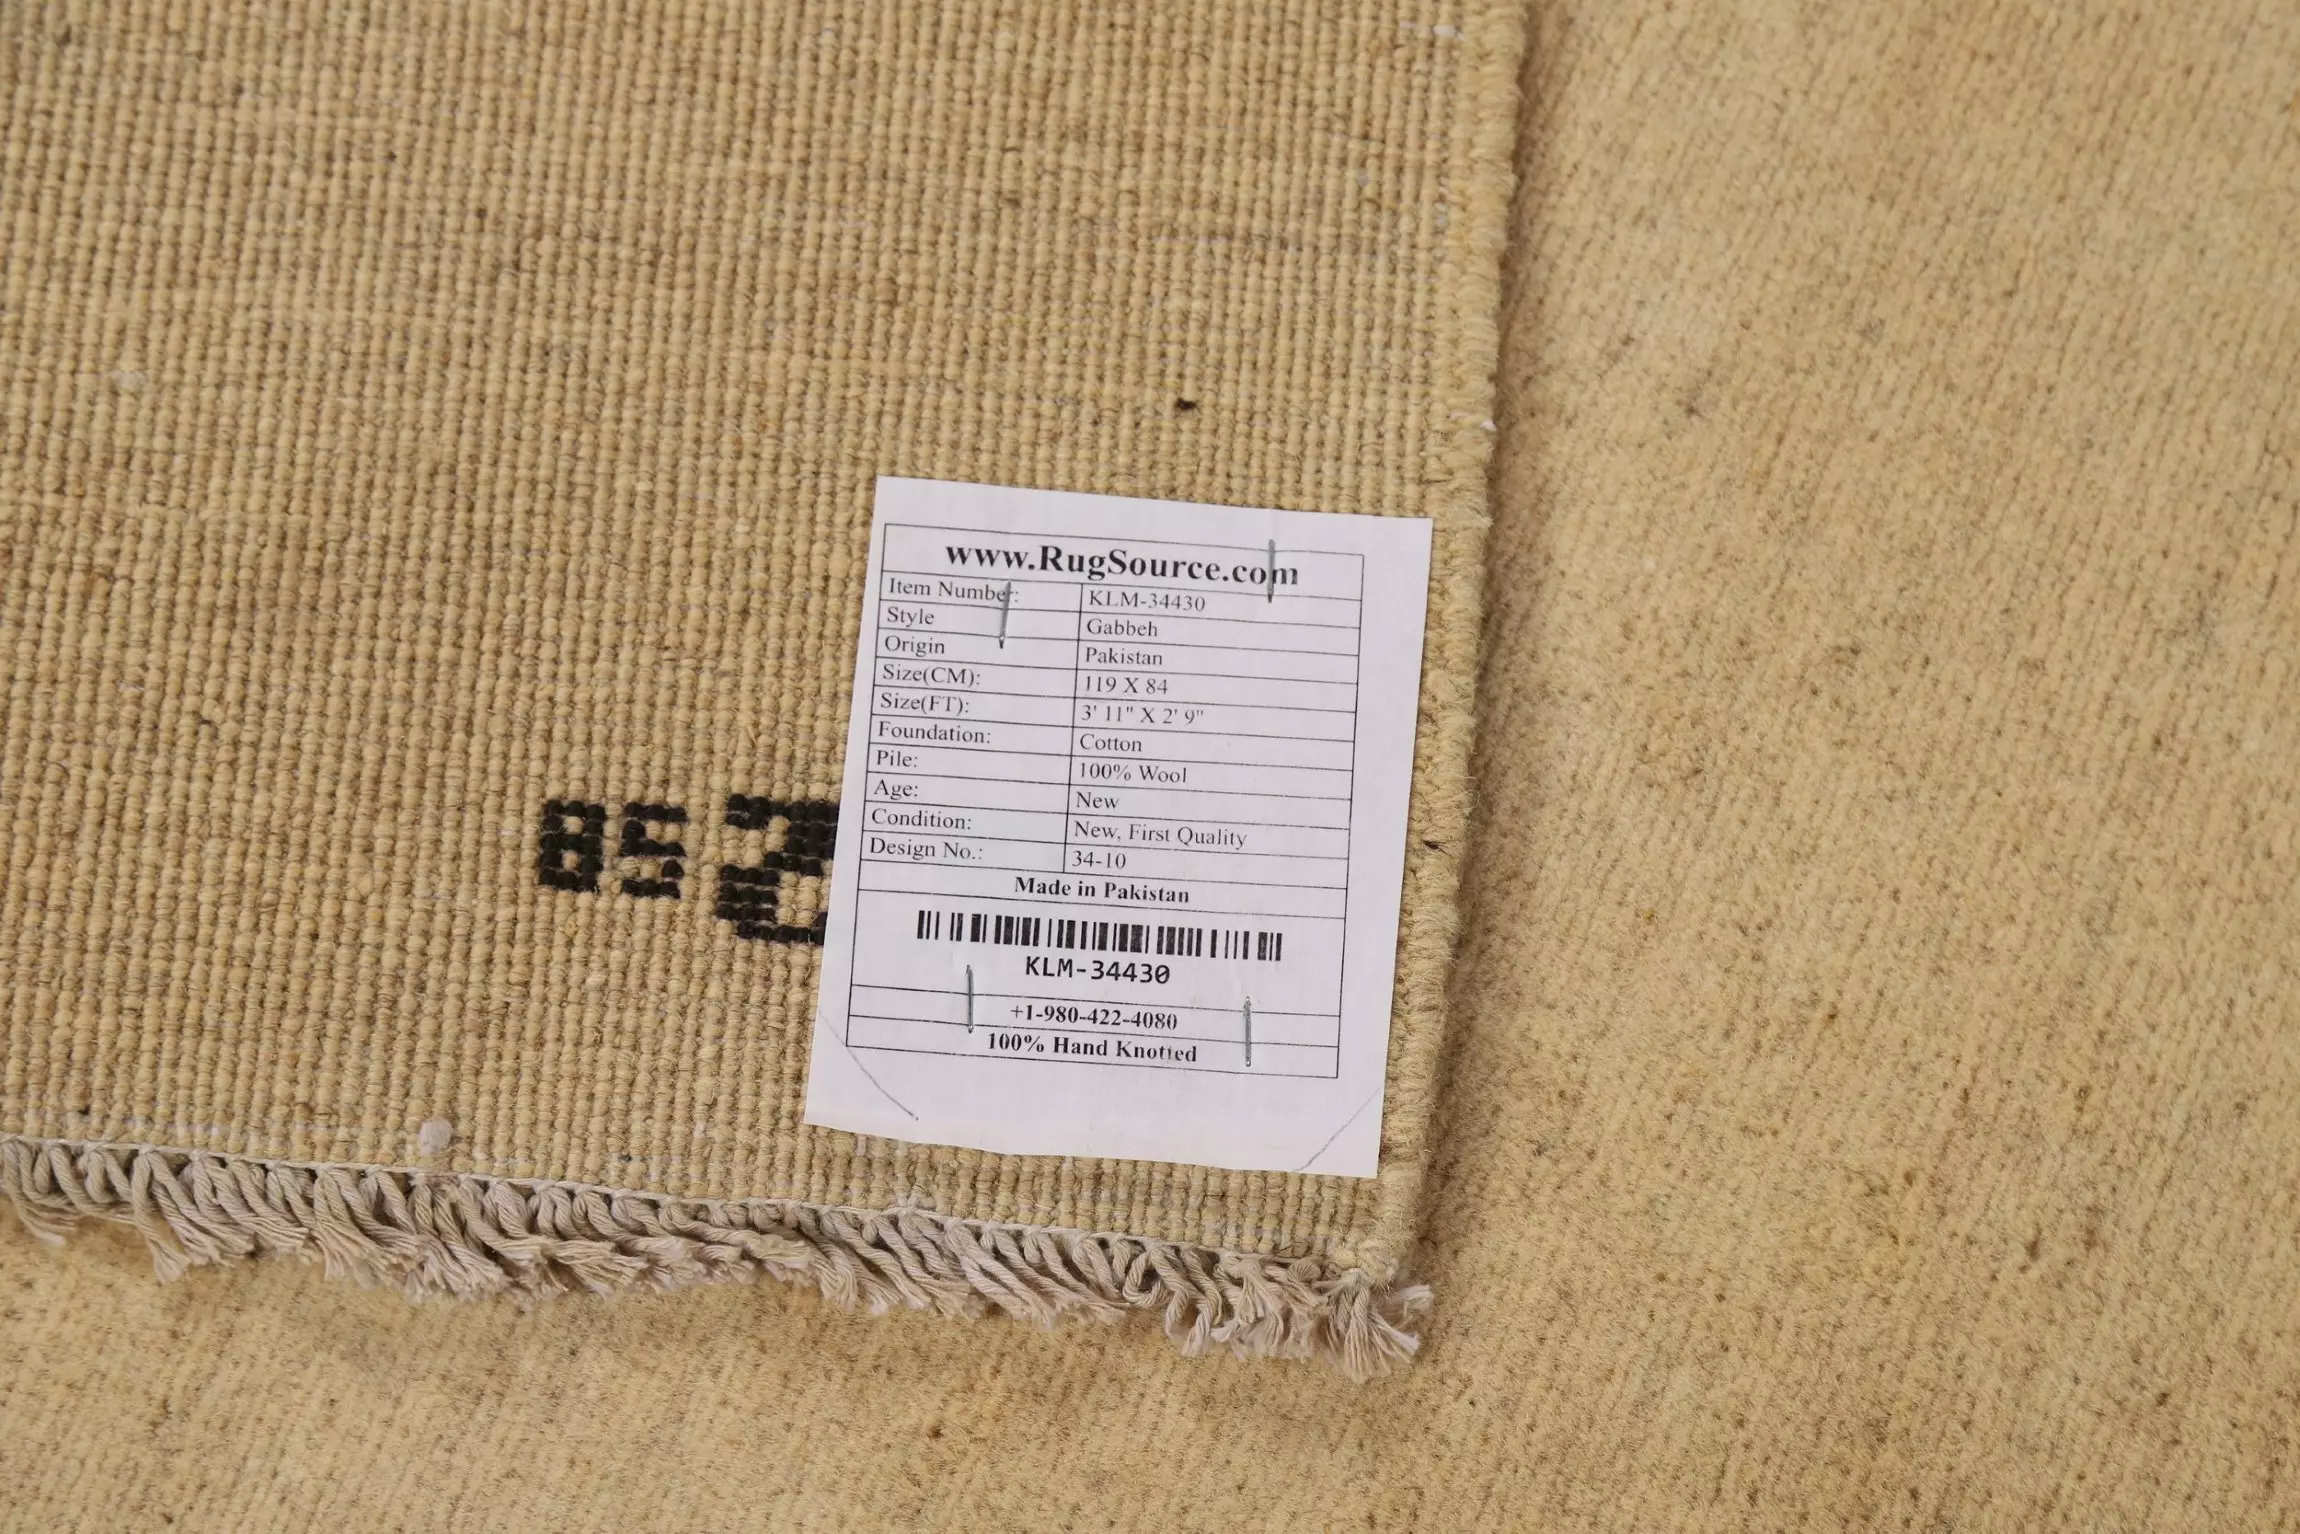 www.RugSource.com
Item Number: KLM-34430
Style Gabbeh
Origin Pakistan
Size(CM): 119 X 84
Size(FT): 3' 11" X 2' 9"
Foundation: Cotton
Pile: 100% Wool
Age: New
Condition: New, First Quality
Design No.: 34-10
Made in Pakistan
KLM-34430
+1-980-422-4080
100% Hand Knotted